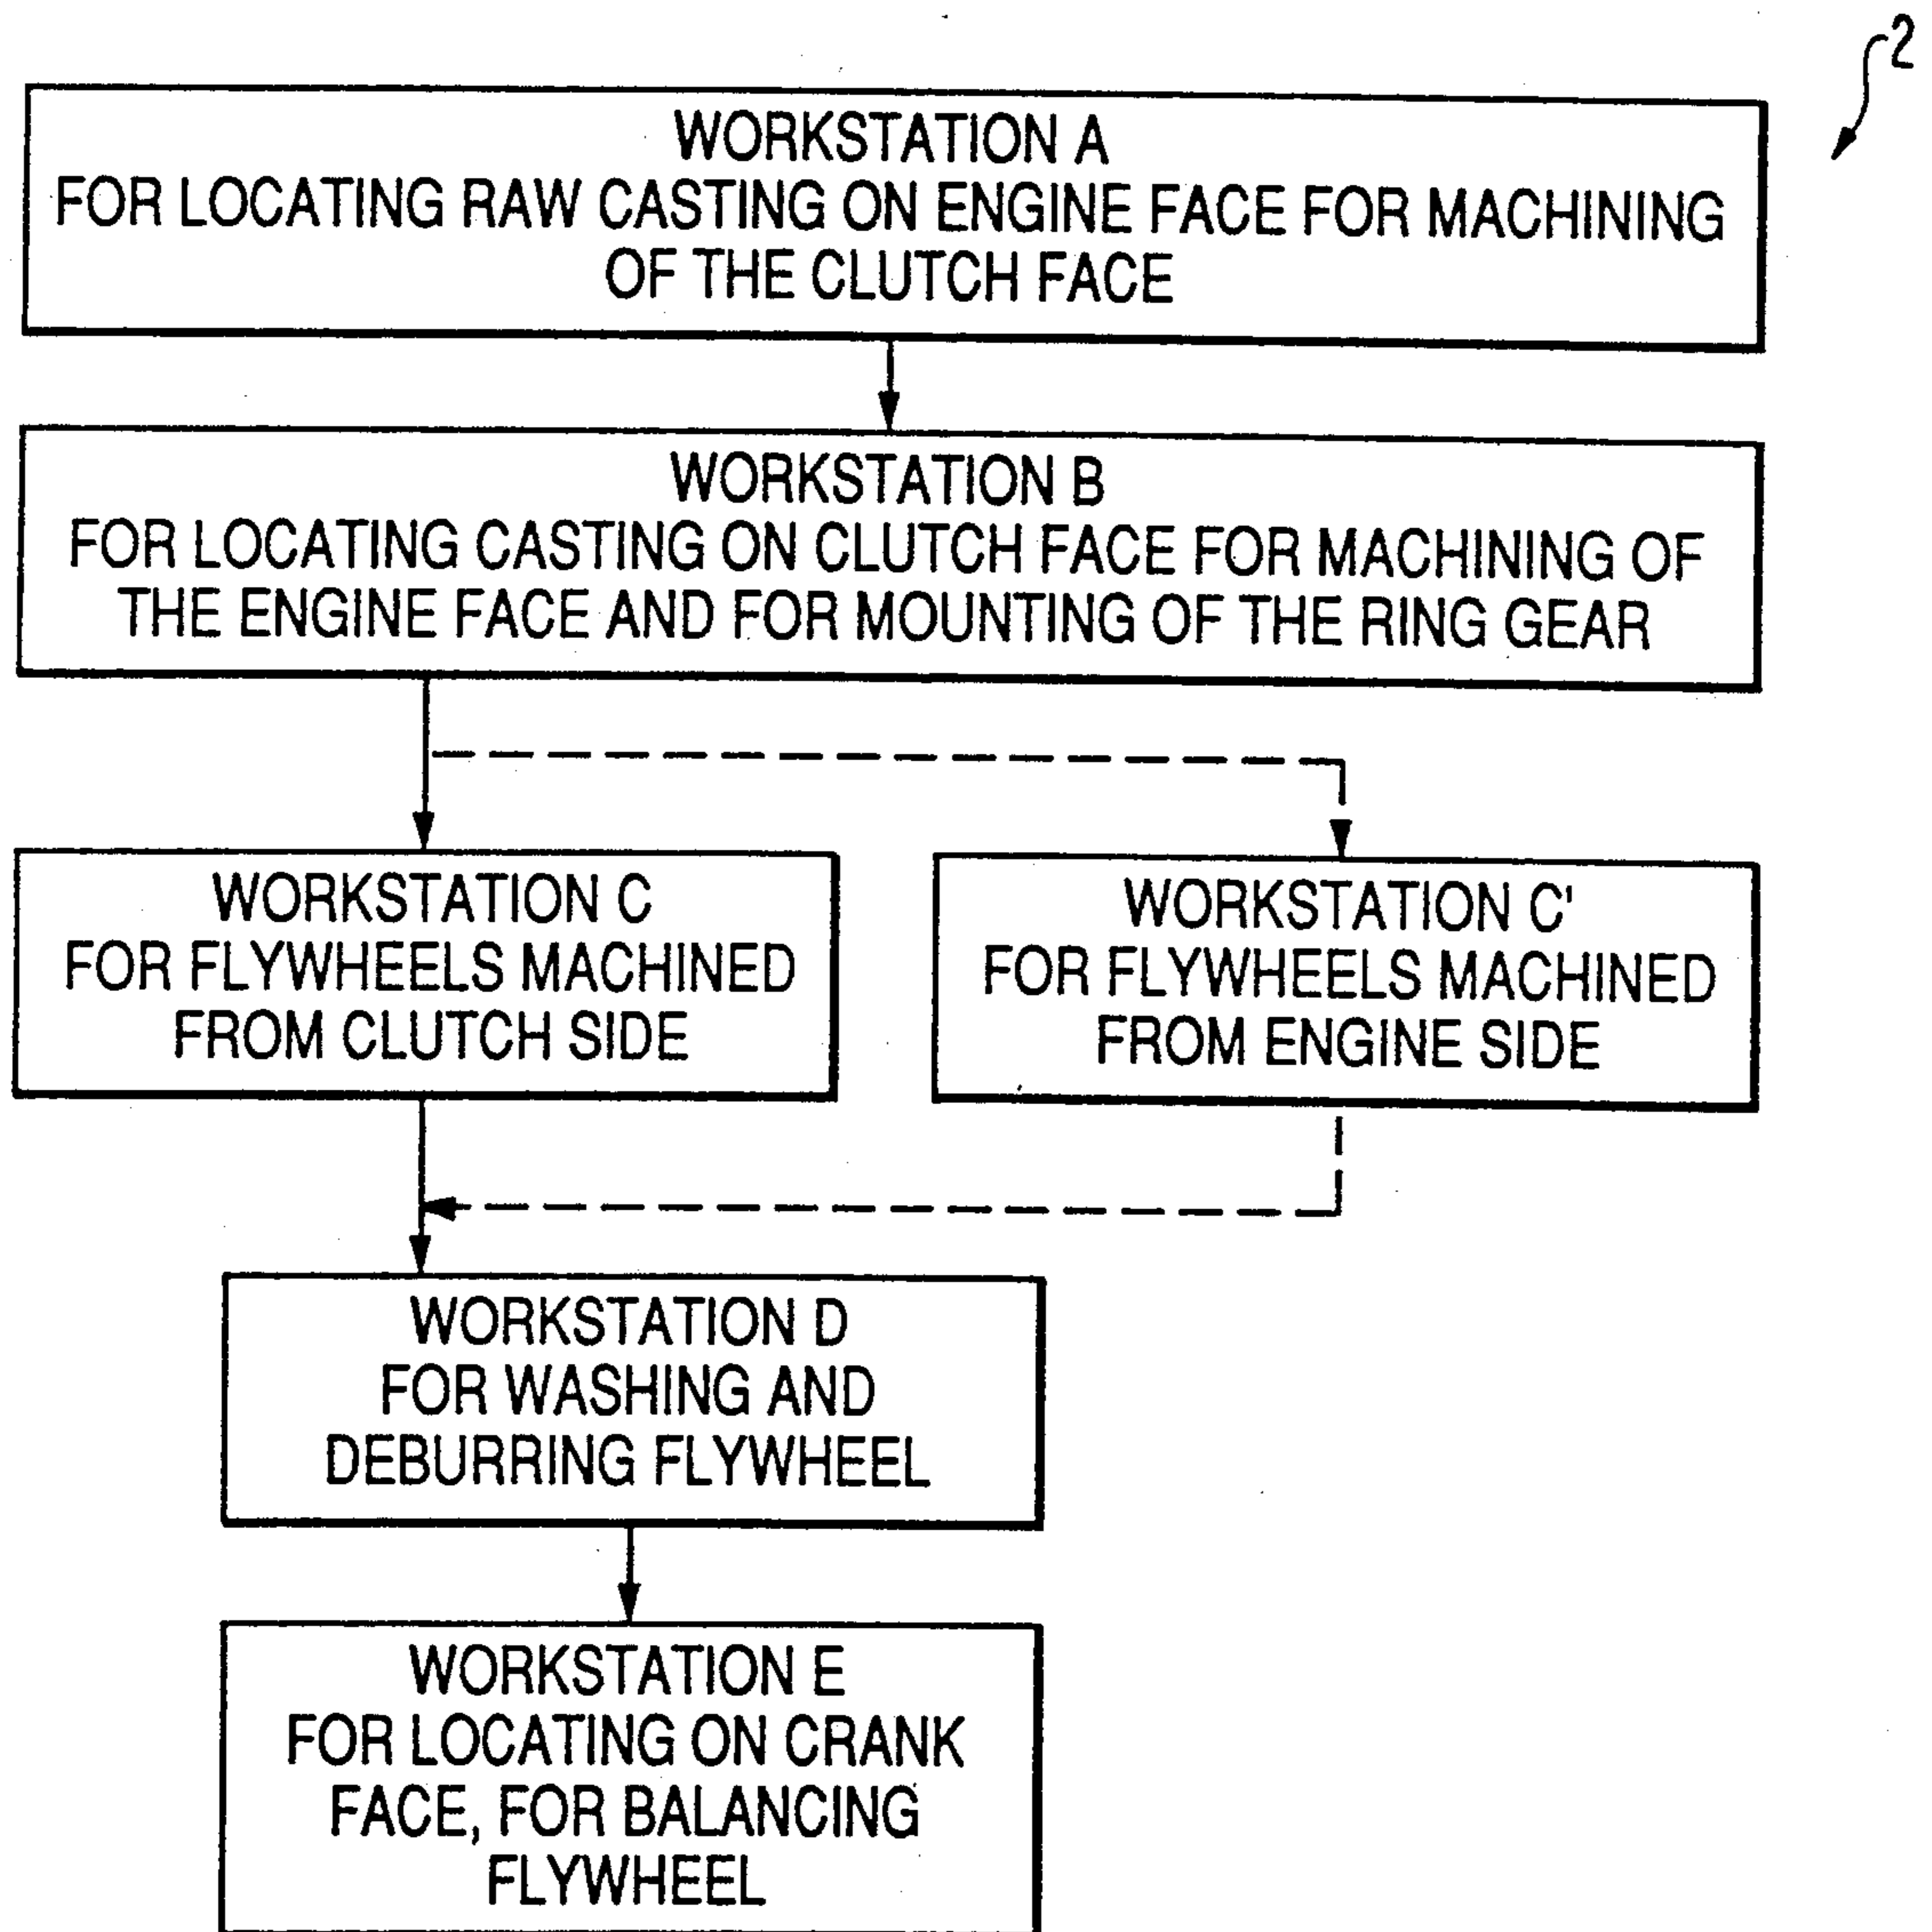 2
WORKSTATION A
FOR LOCATING RAW CASTING ON ENGINE FACE FOR MACHINING
OF THE CLUTCH FACE
WORKSTATION B
FOR LOCATING CASTING ON CLUTCH FACE FOR MACHINING OF
THE ENGINE FACE AND FOR MOUNTING OF THE RING GEAR
WORKSTATION C
FOR FLYWHEELS MACHINED
FROM CLUTCH SIDE
WORKSTATION C'
FOR FLYWHEELS MACHINED
FROM ENGINE SIDE
WORKSTATION D
FOR WASHING AND
DEBURRING FLYWHEEL
WORKSTATION E
FOR LOCATING ON CRANK
FACE, FOR BALANCING
FLYWHEEL